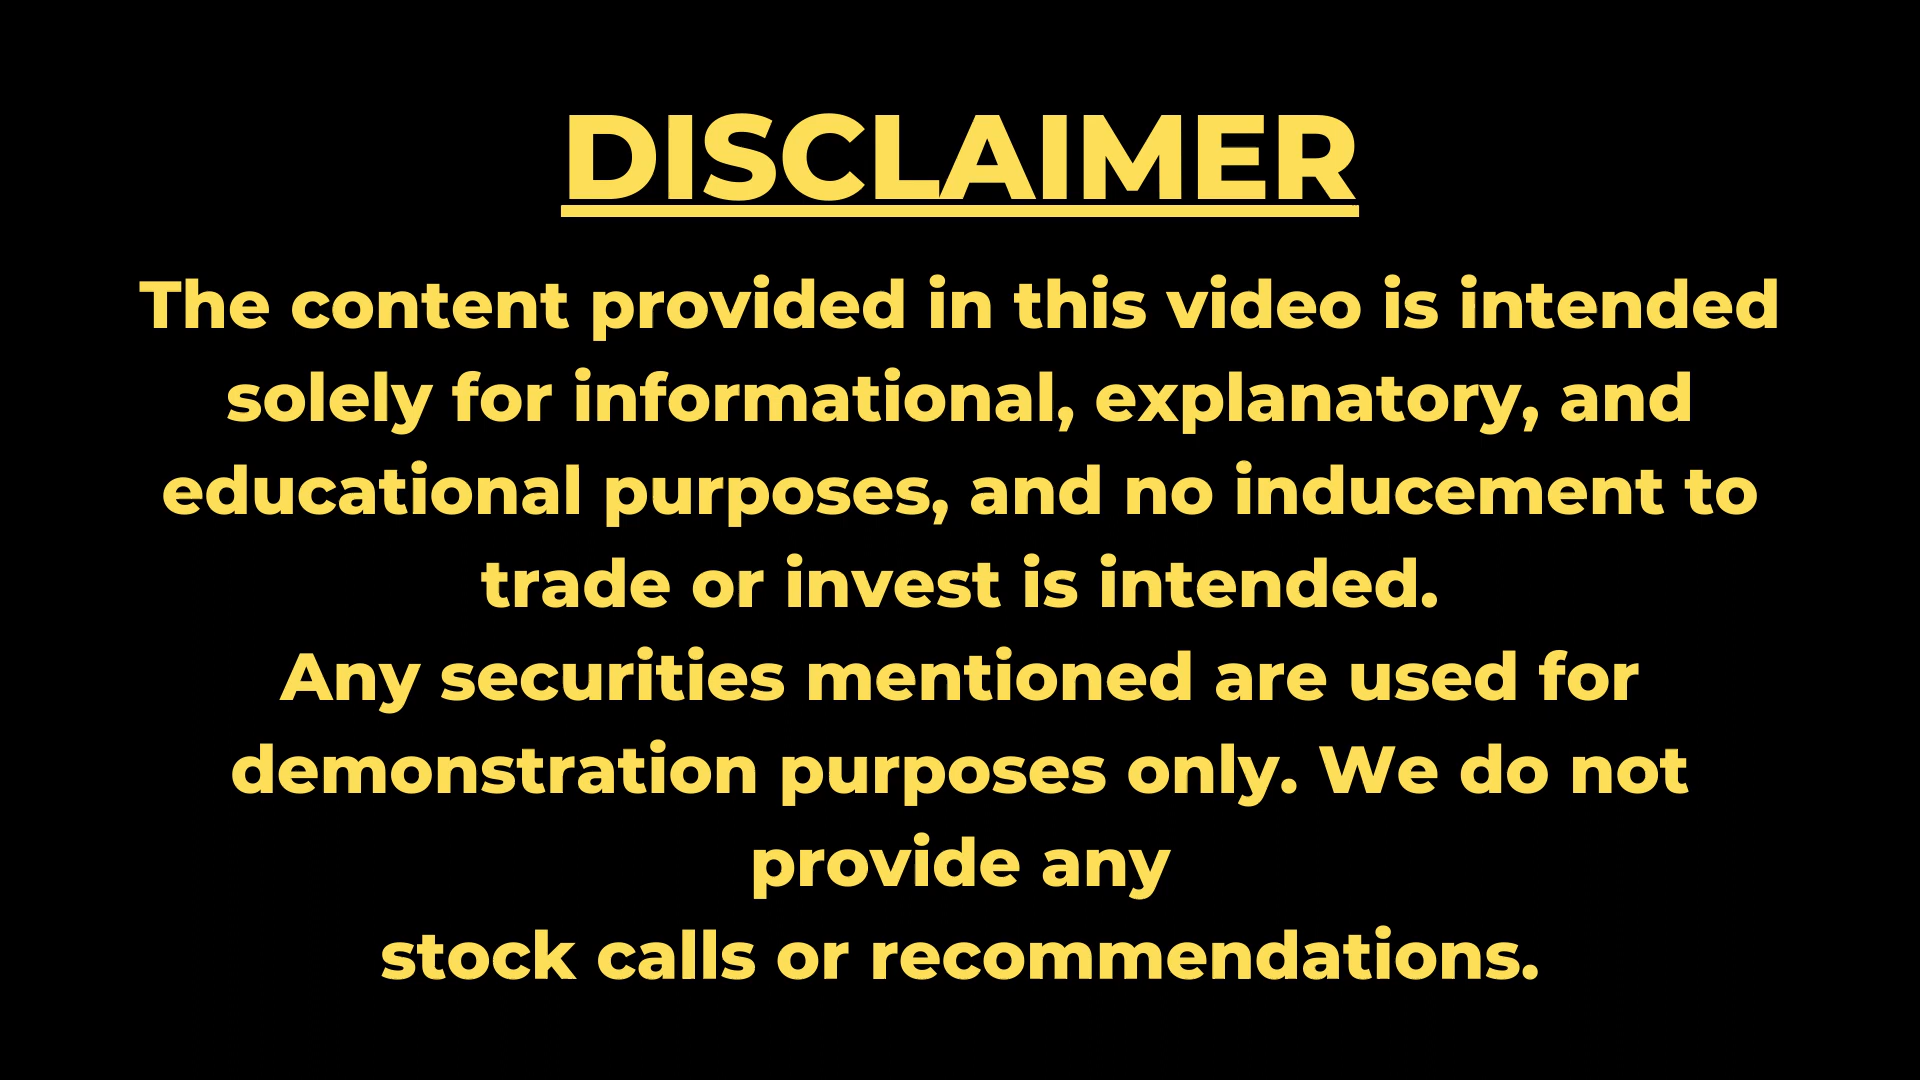 DISCLAIMER
The content provided in this video is intended
solely for informational, explanatory, and
educational purposes, and no inducement to
trade or invest is intended.
Any securities mentioned are used for
demonstration purposes only. We do not
provide any
stock calls or recommendations.